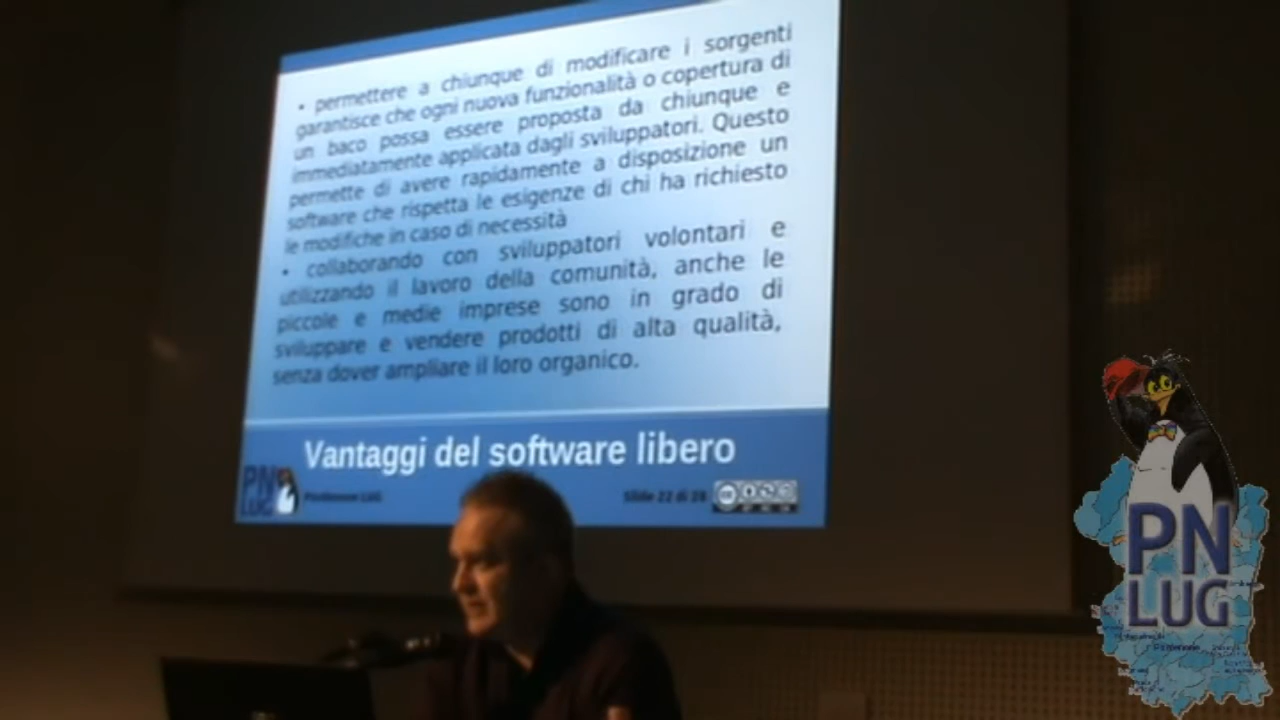 • permettere a chiunque di modificare i sorgenti
garantisce che ogni nuova funzionalità o copertura di
un baco possa essere proposta da chiunque e
immediatamente applicata dagli sviluppatori. Questo
permette di avere rapidamente a disposizione un
software che rispetta le esigenze di chi ha richiesto
le modifiche in caso di necessità
• collaborando con sviluppatori volontari e
utilizzando il lavoro della comunità, anche le
piccole e medie imprese sono in grado di
sviluppare e vendere prodotti di alta qualità,
senza dover ampliare il loro organico.
Vantaggi del software libero
PN
LUG
Pordenone LUG
Slide 22 di 28
PN
LUG
Pordenone